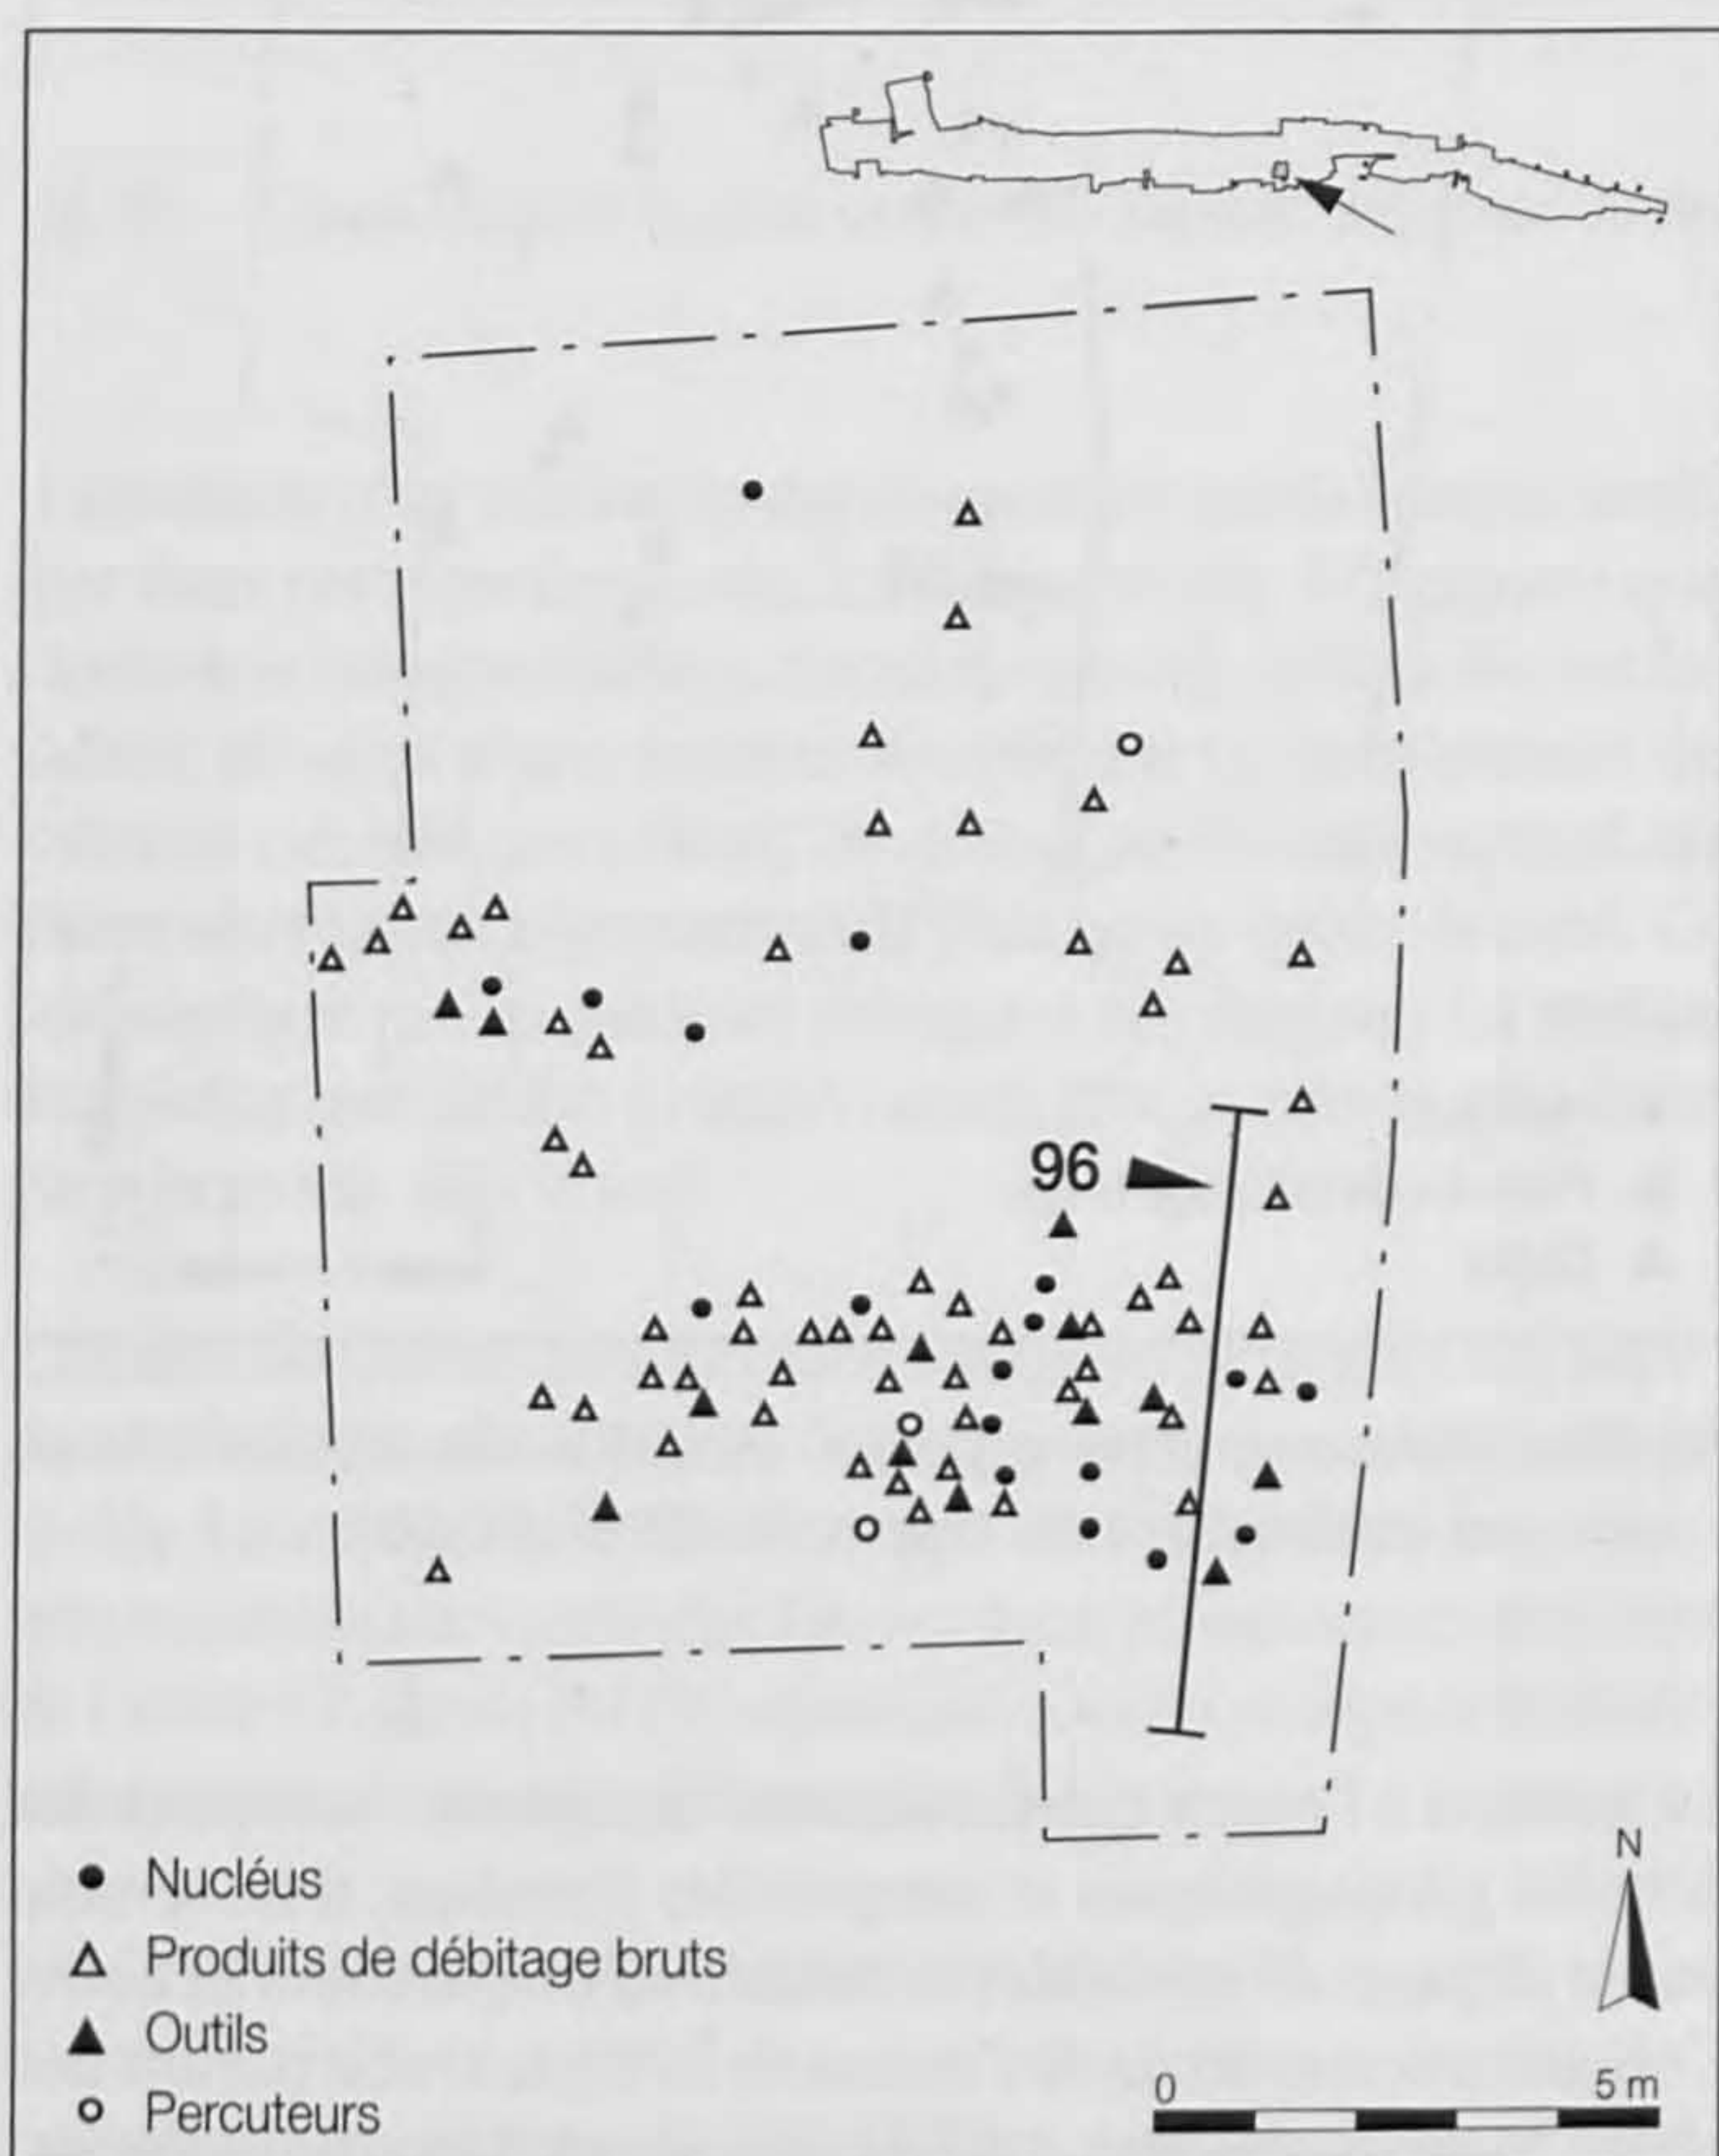 96
Nucléus
Produits de débitage bruts
Outils
Percuteurs
N
0 5 m